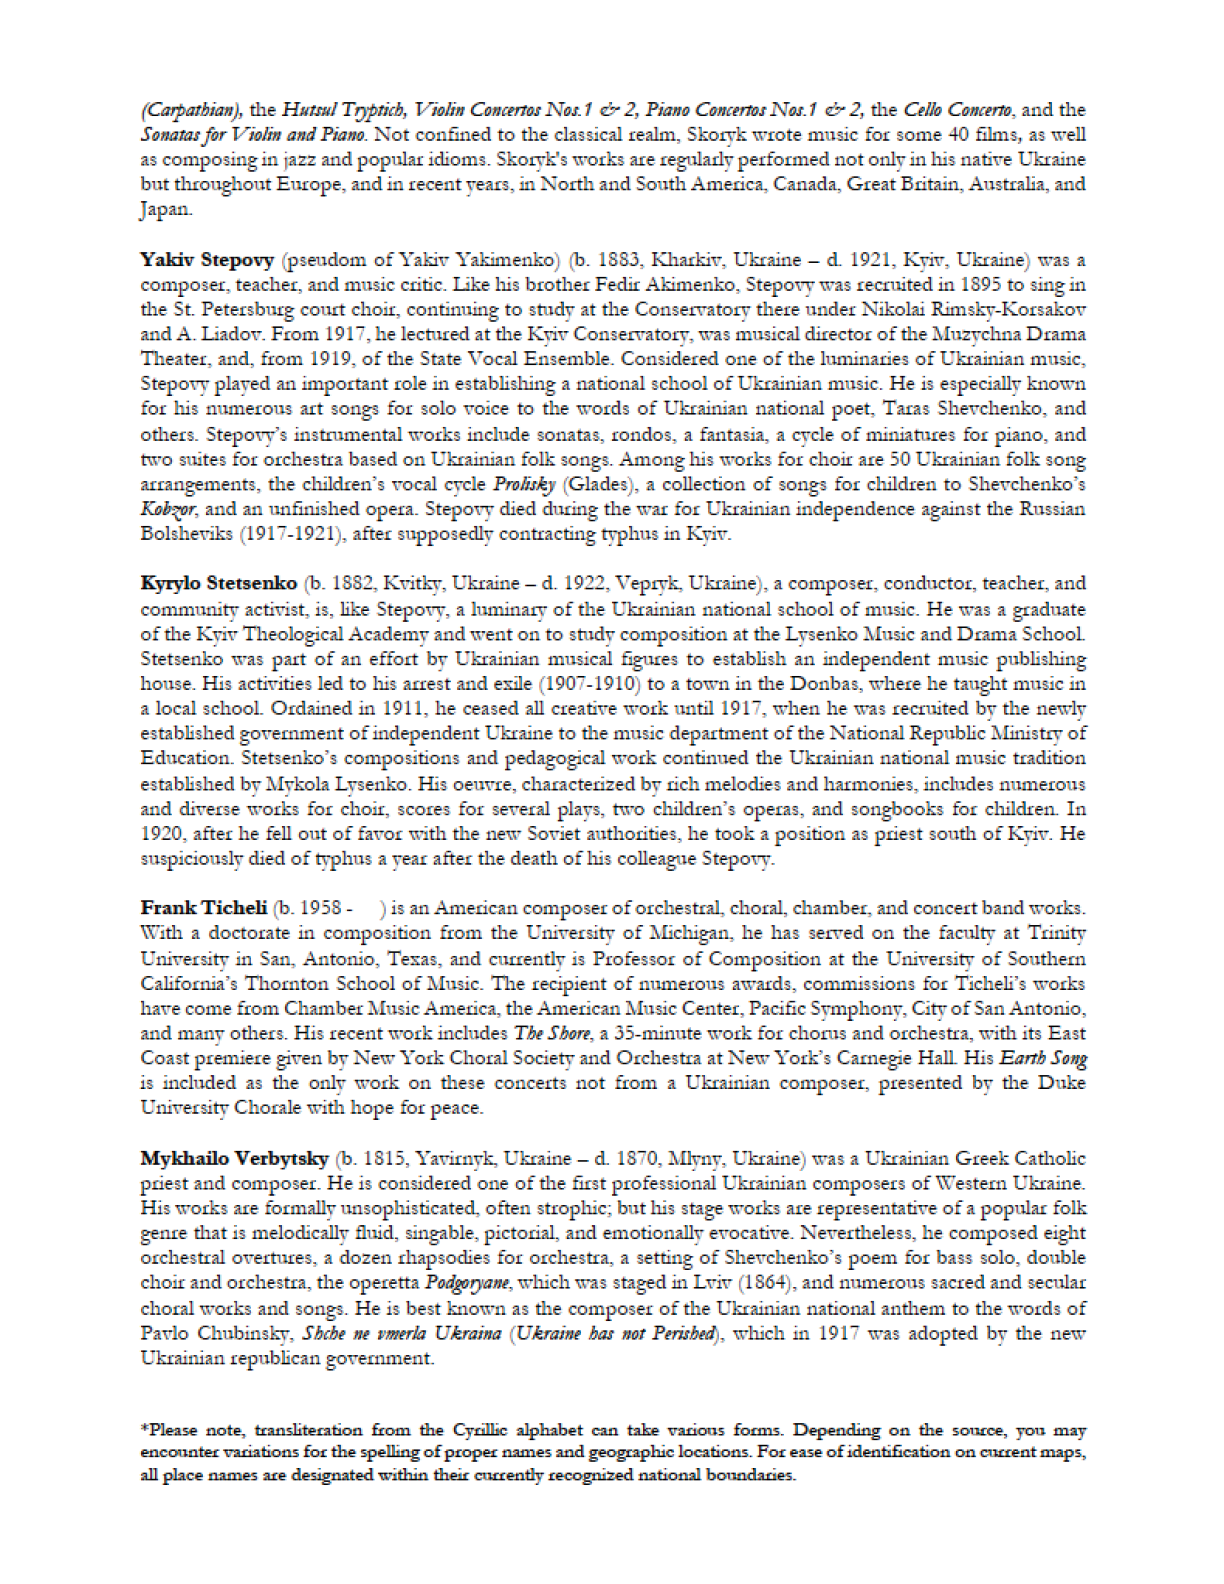 (Carpathian), the Hutsul Tryptich, Violin Concertos Nos.1 & 2, Piano Concertos Nos.1 & 2, the Cello Concerto, and the
Sonatas for Violin and Piano. Not confined to the classical realm, Skoryk wrote music for some 40 films, as well
as composing in jazz and popular idioms. Skoryk's works are regularly performed not only in his native Ukraine
but throughout Europe, and in recent years, in North and South America, Canada, Great Britain, Australia, and
Japan.
Yakiv Stepovy (pseudom of Yakiv Yakimenko) (b. 1883, Kharkiv, Ukraine – d. 1921, Kyiv, Ukraine) was a
composer, teacher, and music critic. Like his brother Fedir Akimenko, Stepovy was recruited in 1895 to sing in
the St. Petersburg court choir, continuing to study at the Conservatory there under Nikolai Rimsky-Korsakov
and A. Liadov. From 1917, he lectured at the Kyiv Conservatory, was musical director of the Muzychna Drama
Theater, and, from 1919, of the State Vocal Ensemble. Considered one of the luminaries of Ukrainian music,
Stepovy played an important role in establishing a national school of Ukrainian music. He is especially known
for his numerous art songs for solo voice to the words of Ukrainian national poet, Taras Shevchenko, and
others. Stepovy’s instrumental works include sonatas, rondos, a fantasia, a cycle of miniatures for piano, and
two suites for orchestra based on Ukrainian folk songs. Among his works for choir are 50 Ukrainian folk song
arrangements, the children’s vocal cycle Prolisky (Glades), a collection of songs for children to Shevchenko’s
Kobzor, and an unfinished opera. Stepovy died during the war for Ukrainian independence against the Russian
Bolsheviks (1917-1921), after supposedly contracting typhus in Kyiv.
Kyrylo Stetsenko (b. 1882, Kvitky, Ukraine – d. 1922, Vepryk, Ukraine), a composer, conductor, teacher, and
community activist, is, like Stepovy, a luminary of the Ukrainian national school of music. He was a graduate
of the Kyiv Theological Academy and went on to study composition at the Lysenko Music and Drama School.
Stetsenko was part of an effort by Ukrainian musical figures to establish an independent music publishing
house. His activities led to his arrest and exile (1907-1910) to a town in the Donbas, where he taught music in
a local school. Ordained in 1911, he ceased all creative work until 1917, when he was recruited by the newly
established government of independent Ukraine to the music department of the National Republic Ministry of
Education. Stetsenko’s compositions and pedagogical work continued the Ukrainian national music tradition
established by Mykola Lysenko. His oeuvre, characterized by rich melodies and harmonies, includes numerous
and diverse works for choir, scores for several plays, two children’s operas, and songbooks for children. In
1920, after he fell out of favor with the new Soviet authorities, he took a position as priest south of Kyiv. He
suspiciously died of typhus a year after the death of his colleague Stepovy.
Frank Ticheli (b. 1958 - ) is an American composer of orchestral, choral, chamber, and concert band works.
With a doctorate in composition from the University of Michigan, he has served on the faculty at Trinity
University in San, Antonio, Texas, and currently is Professor of Composition at the University of Southern
California’s Thornton School of Music. The recipient of numerous awards, commissions for Ticheli’s works
have come from Chamber Music America, the American Music Center, Pacific Symphony, City of San Antonio,
and many others. His recent work includes The Shore, a 35-minute work for chorus and orchestra, with its East
Coast premiere given by New York Choral Society and Orchestra at New York’s Carnegie Hall. His Earth Song
is included as the only work on these concerts not from a Ukrainian composer, presented by the Duke
University Chorale with hope for peace.
Mykhailo Verbytsky (b. 1815, Yavirnyk, Ukraine – d. 1870, Mlyny, Ukraine) was a Ukrainian Greek Catholic
priest and composer. He is considered one of the first professional Ukrainian composers of Western Ukraine.
His works are formally unsophisticated, often strophic; but his stage works are representative of a popular folk
genre that is melodically fluid, singable, pictorial, and emotionally evocative. Nevertheless, he composed eight
orchestral overtures, a dozen rhapsodies for orchestra, a setting of Shevchenko’s poem for bass solo, double
choir and orchestra, the operetta Podgoryane, which was staged in Lviv (1864), and numerous sacred and secular
choral works and songs. He is best known as the composer of the Ukrainian national anthem to the words of
Pavlo Chubinsky, Shche ne vmerla Ukraina (Ukraine has not Perished), which in 1917 was adopted by the new
Ukrainian republican government.
*Please note, transliteration from the Cyrillic alphabet can take various forms. Depending on the source, you may
encounter variations for the spelling of proper names and geographic locations. For ease of identification on current maps,
all place names are designated within their currently recognized national boundaries.